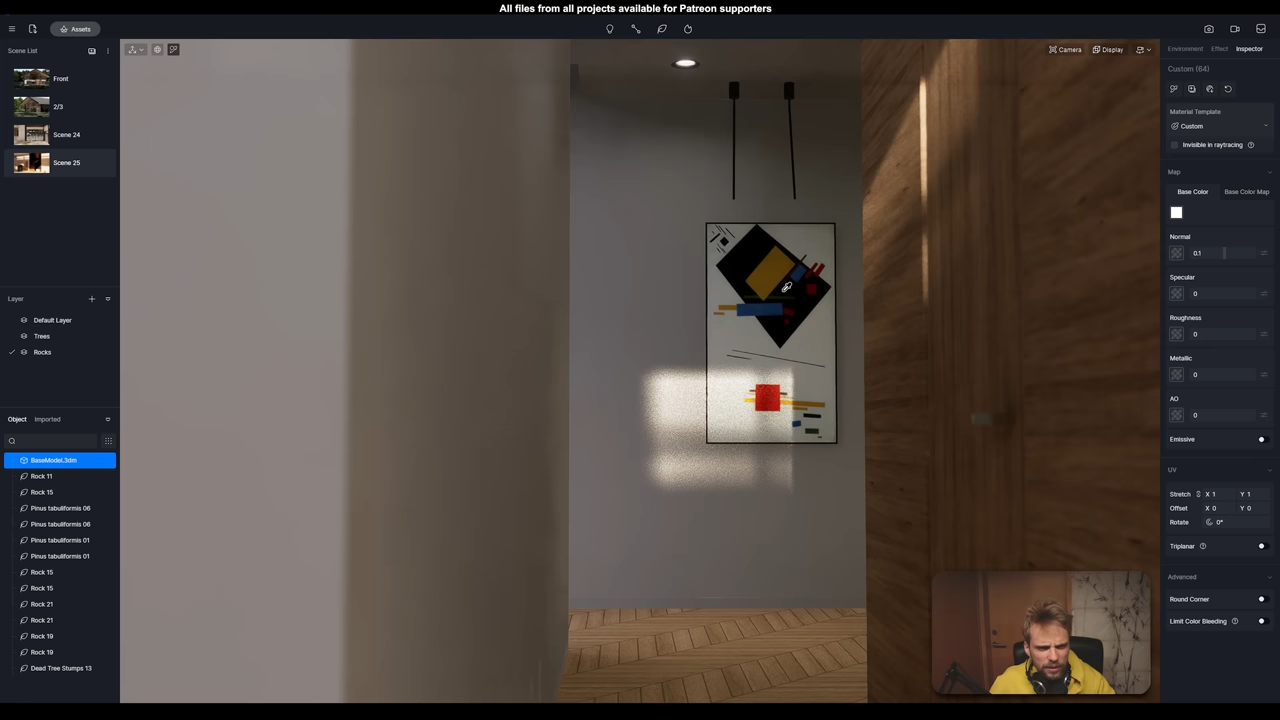 All files from all projects available for Patreon supporters
Assets
Scene List
Front
2/3
Scene 24
Scene 25
Layer
Default Layer
Trees
Rocks
Object
Imported
BaseModel.3dm
Rock 11
Rock 15
Pinus tabuliformis 06
Pinus tabuliformis 06
Pinus tabuliformis 01
Pinus tabuliformis 01
Rock 15
Rock 15
Rock 21
Rock 21
Rock 19
Rock 19
Dead Tree Stumps 13
Camera
Display
Environment
Effect
Inspector
Custom (64)
Material Template
Custom
Invisible in raytracing
Map
Base Color
Base Color Map
Normal
0.1
Specular
0
Roughness
0
Metallic
0
AO
0
Emissive
UV
Stretch X 1 Y 1
Offset X 0 Y 0
Rotate 0°
Triplanar
Advanced
Round Corner
Limit Color Bleeding